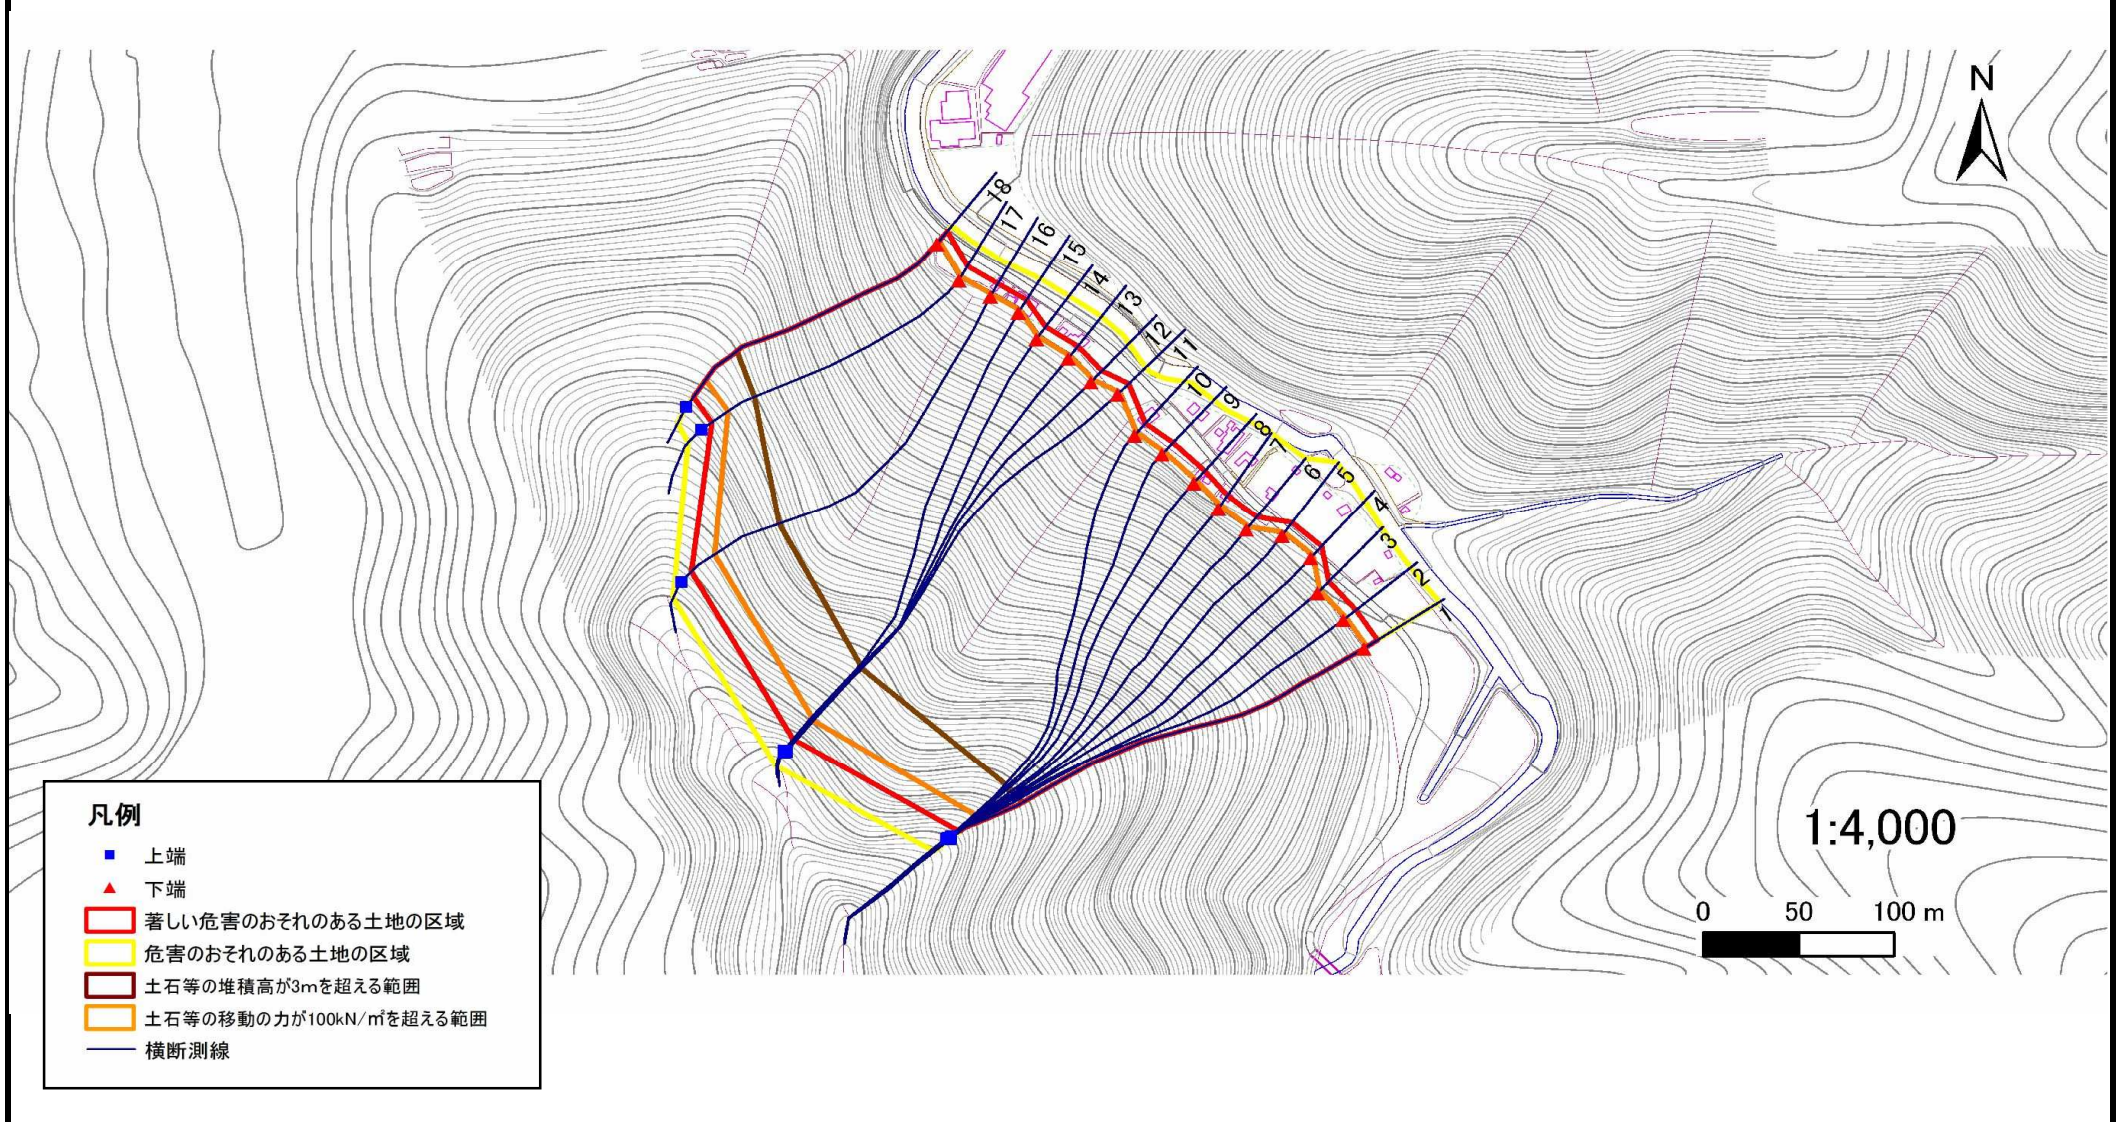 N
18
17
16
15
14
13
12
11
10
9
8
7
6
5
4
3
2
1
凡例
上端
下端
著しい危害のおそれのある土地の区域
危害のおそれのある土地の区域
土石等の堆積高が3mを超える範囲
土石等の移動の力が100kN/㎡を超える範囲
横断測線
1:4,000
0 50 100 m